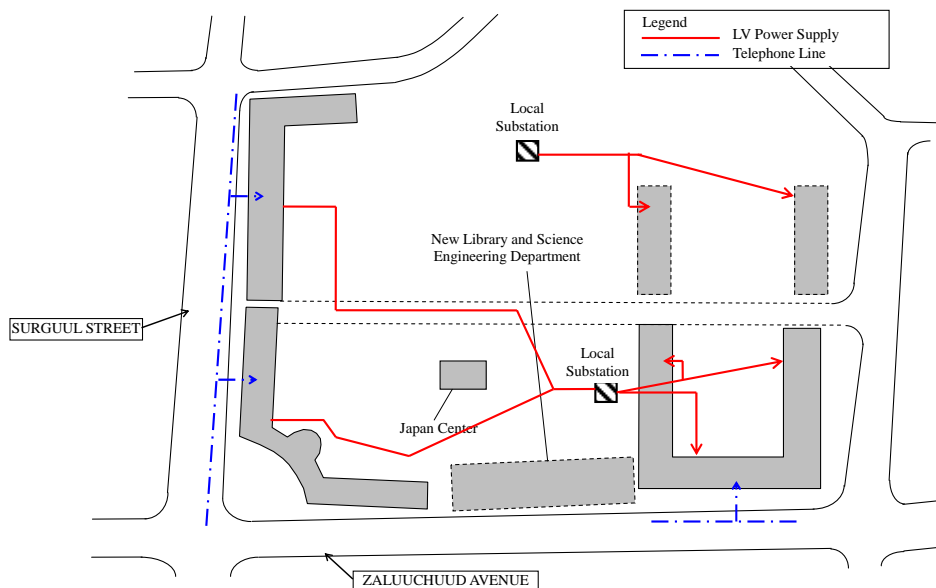 Legend
LV Power Supply
Telephone Line
Local
Substation
New Library and Science
Engineering Department
SURGUUL STREET
Local
Substation
Japan Center
ZALUUCHUUD AVENUE